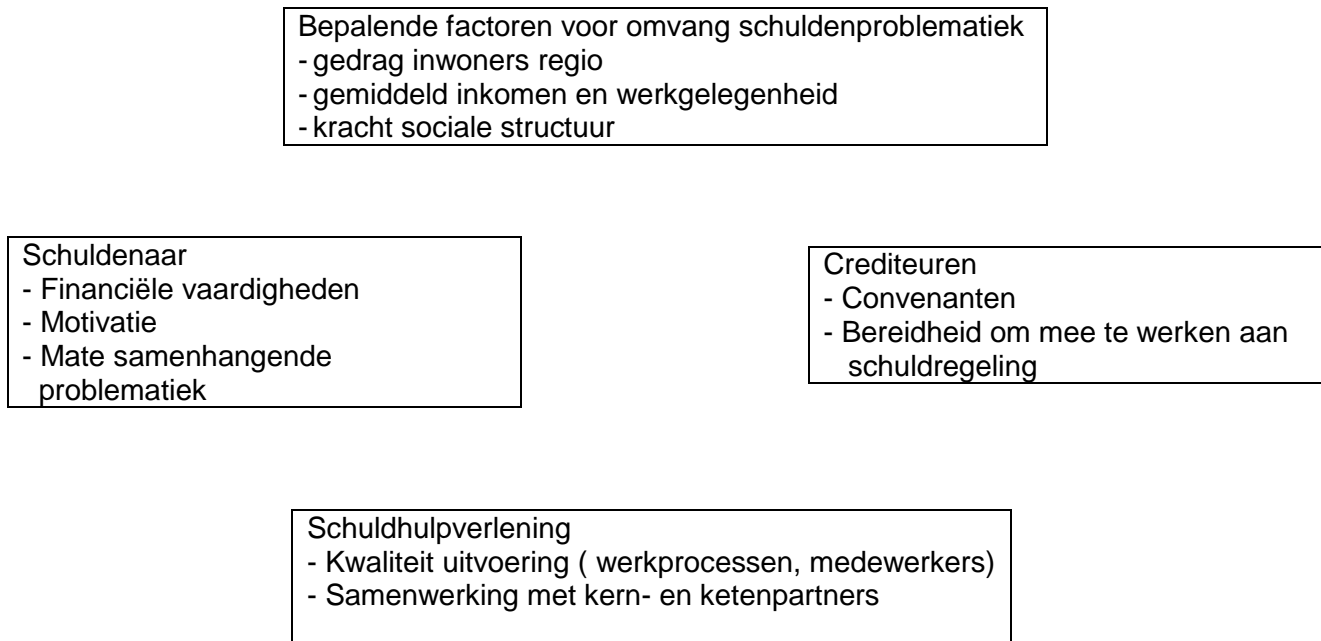 Bepalende factoren voor omvang schuldenproblematiek
- gedrag inwoners regio
- gemiddeld inkomen en werkgelegenheid
- kracht sociale structuur
Schuldenaar
- Financiële vaardigheden
- Motivatie
- Mate samenhangende
problematiek
Crediteuren
- Convenanten
- Bereidheid om mee te werken aan
schuldregeling
Schuldhulpverlening
- Kwaliteit uitvoering ( werkprocessen, medewerkers)
- Samenwerking met kern- en ketenpartners